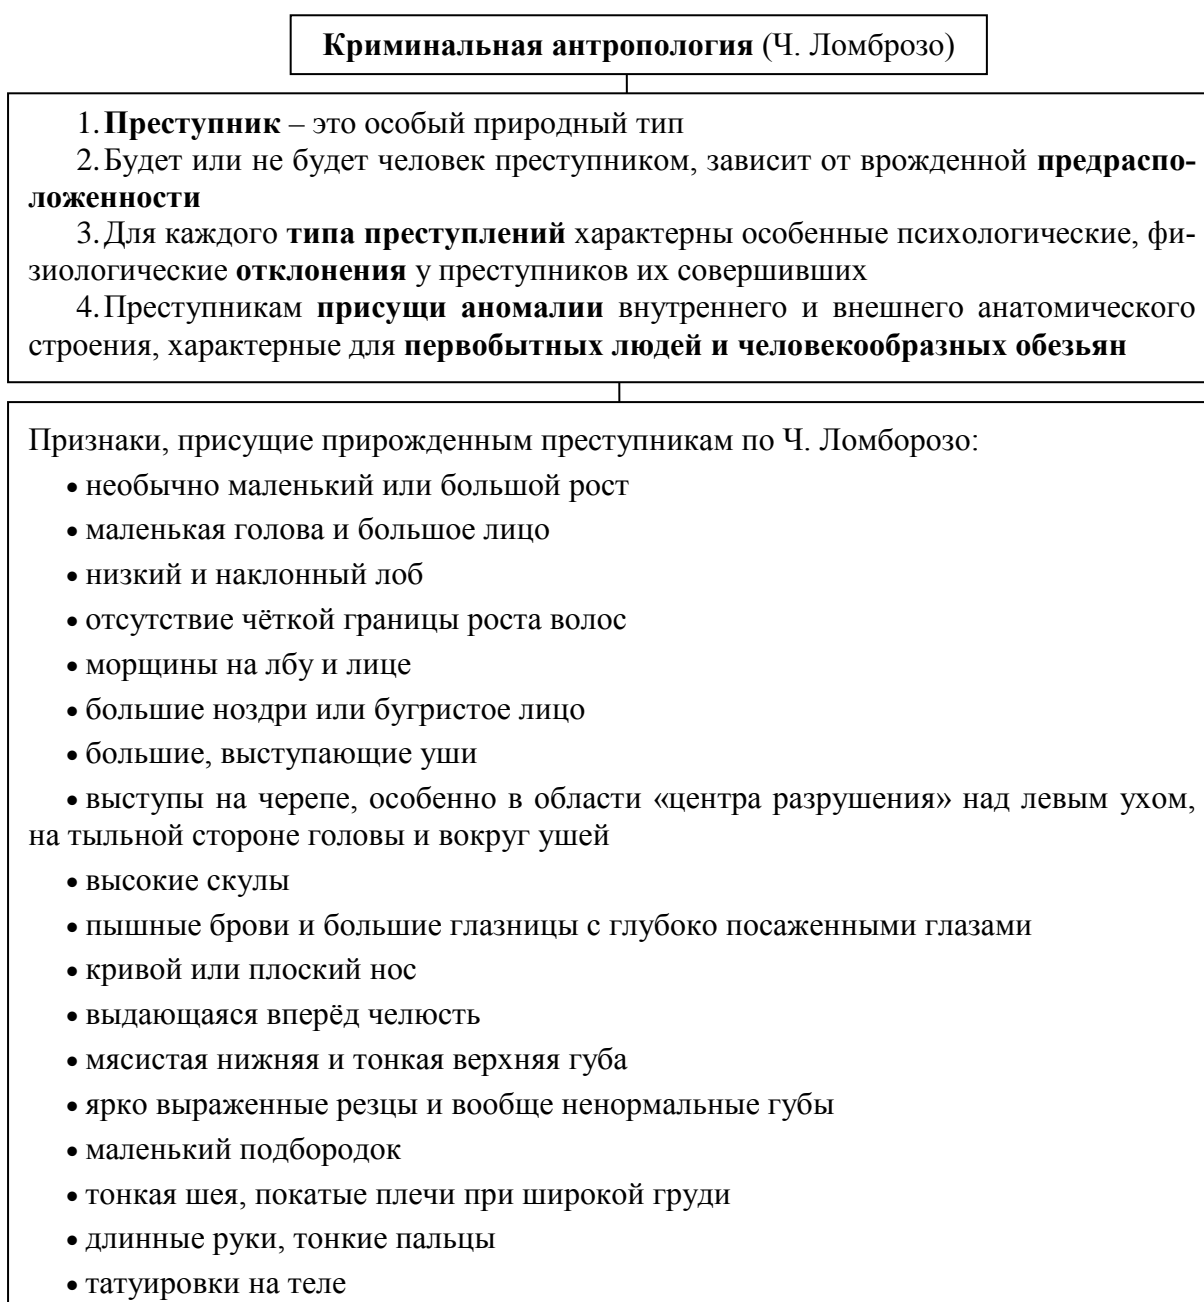 Криминальная антропология (Ч. Ломброзо)
1. Преступник – это особый природный тип
2. Будет или не будет человек преступником, зависит от врожденной предраспо-
ложенности
3. Для каждого типа преступлений характерны особенные психологические, фи-
зиологические отклонения у преступников их совершивших
4. Преступникам присущи аномалии внутреннего и внешнего анатомического
строения, характерные для первобытных людей и человекообразных обезьян
Признаки, присущие прирожденным преступникам по Ч. Ломборозо:
• необычно маленький или большой рост
• маленькая голова и большое лицо
• низкий и наклонный лоб
• отсутствие чёткой границы роста волос
• морщины на лбу и лице
• большие ноздри или бугристое лицо
• большие, выступающие уши
• выступы на черепе, особенно в области «центра разрушения» над левым ухом,
на тыльной стороне головы и вокруг ушей
• высокие скулы
• пышные брови и большие глазницы с глубоко посаженными глазами
• кривой или плоский нос
• выдающаяся вперёд челюсть
• мясистая нижняя и тонкая верхняя губа
• ярко выраженные резцы и вообще ненормальные губы
• маленький подбородок
• тонкая шея, покатые плечи при широкой груди
• длинные руки, тонкие пальцы
• татуировки на теле